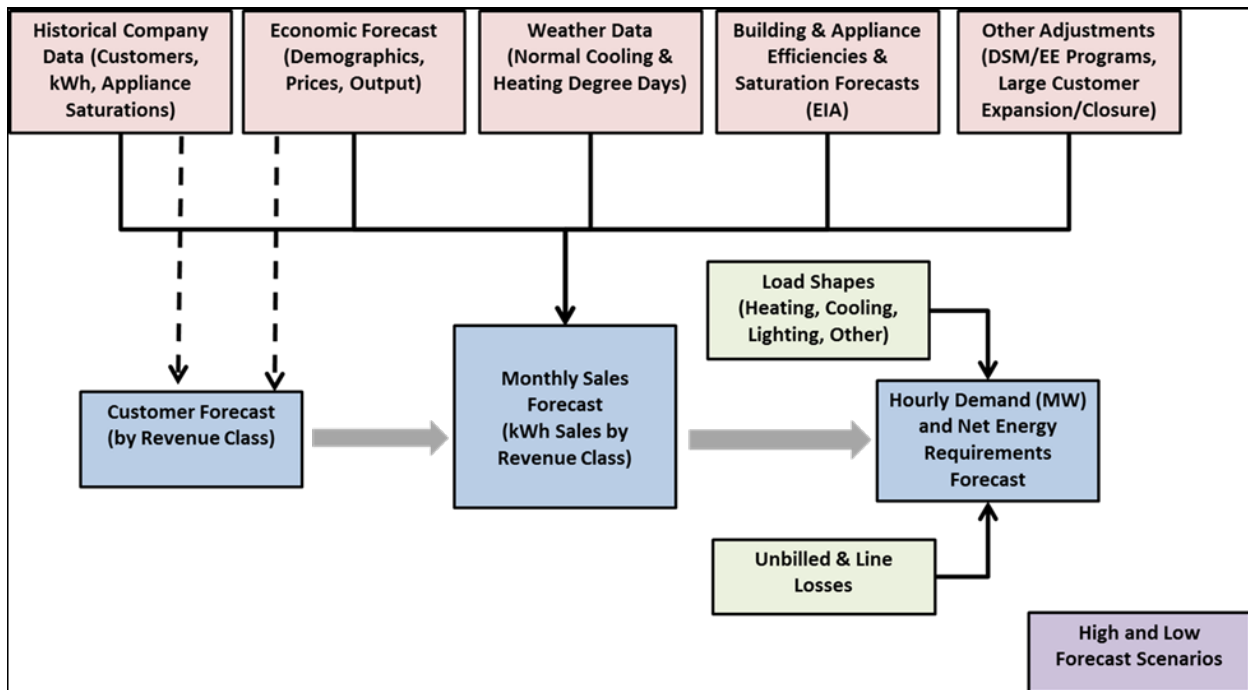 Historical Company
Data (Customers,
kWh, Appliance
Saturations)
Economic Forecast
(Demographics,
Prices, Output)
Weather Data
(Normal Cooling &
Heating Degree Days)
Building & Appliance
Efficiencies &
Saturation Forecasts
(EIA)
Other Adjustments
(DSM/EE Programs,
Large Customer
Expansion/Closure)
Load Shapes
(Heating, Cooling,
Lighting, Other)
Customer Forecast
(by Revenue Class)
Monthly Sales
Forecast
(kWh Sales by
Revenue Class)
Hourly Demand (MW)
and Net Energy
Requirements
Forecast
Unbilled & Line
Losses
High and Low
Forecast Scenarios